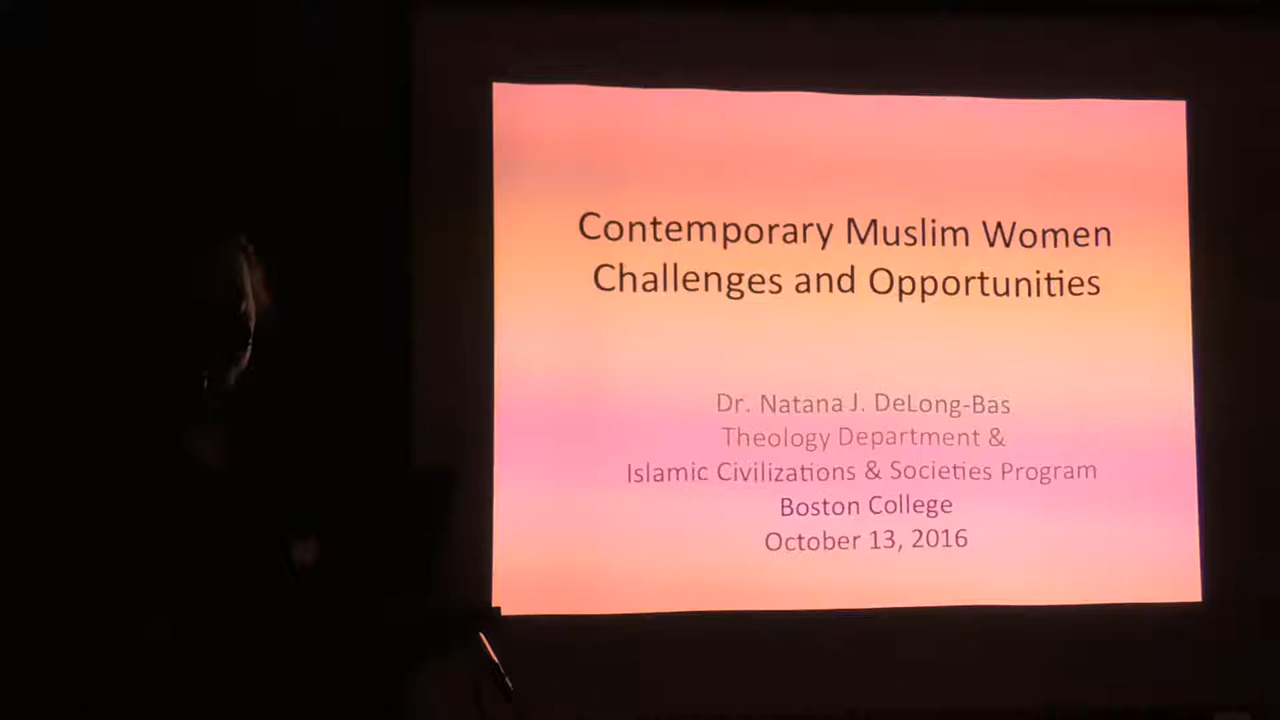 Contemporary Muslim Women
Challenges and Opportunities
Dr. Natana J. DeLong-Bas
Theology Department &
Islamic Civilizations & Societies Program
Boston College
October 13, 2016